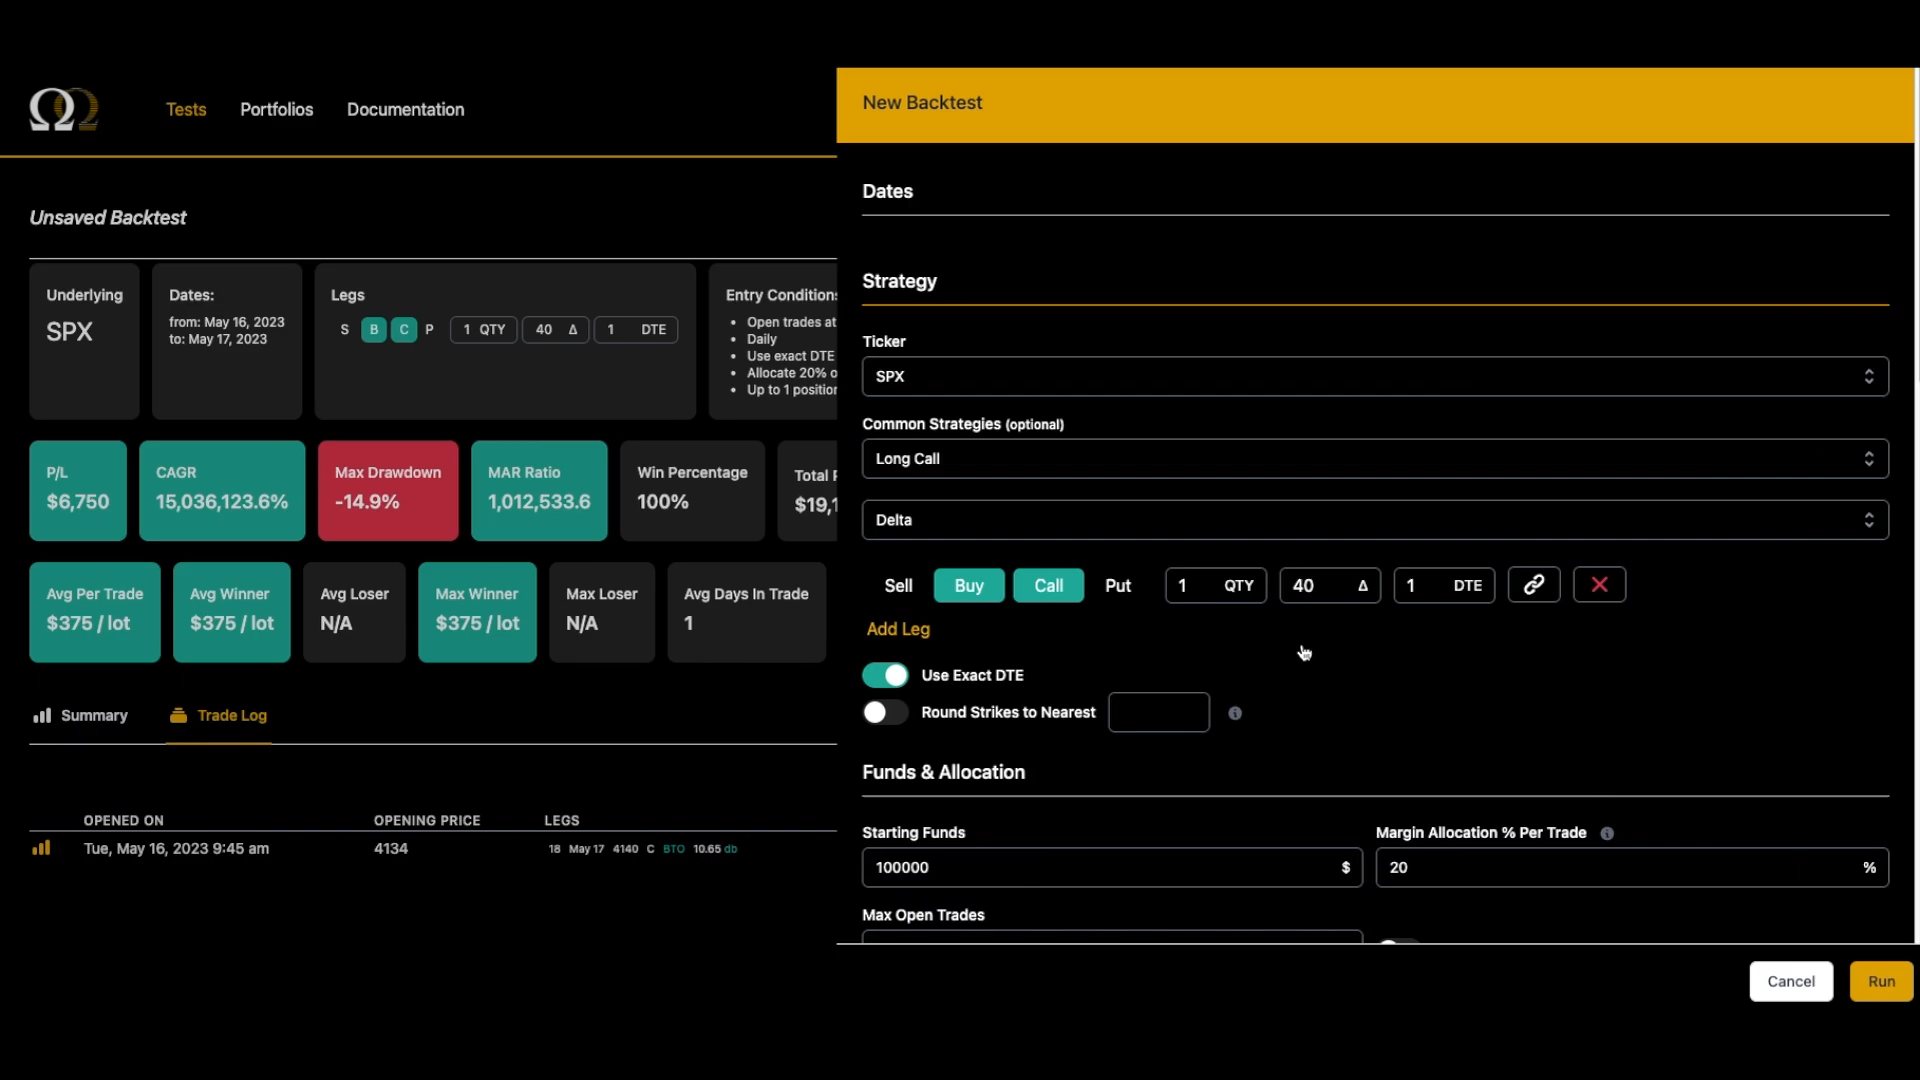 Tests Portfolios Documentation
Unsaved Backtest
Underlying
SPX
Dates:
from: May 16, 2023
to: May 17, 2023
Legs
S B C P 1 QTY 40 Δ 1 DTE
Entry Conditions
Open trades at
Daily
Use exact DTE
Allocate 20% o
Up to 1 position
P/L
$6,750
CAGR
15,036,123.6%
Max Drawdown
-14.9%
MAR Ratio
1,012,533.6
Win Percentage
100%
Total
$19,1
Avg Per Trade
$375 / lot
Avg Winner
$375 / lot
Avg Loser
N/A
Max Winner
$375 / lot
Max Loser
N/A
Avg Days In Trade
1
Summary Trade Log
OPENED ON OPENING PRICE LEGS
Tue, May 16, 2023 9:45 am 4134 18 May 17 4140 C BTO 10.65 db
New Backtest
Dates
Strategy
Ticker
SPX
Common Strategies (optional)
Long Call
Delta
Sell Buy Call Put 1 QTY 40 Δ 1 DTE
Add Leg
Use Exact DTE
Round Strikes to Nearest
Funds & Allocation
Starting Funds
100000 $
Margin Allocation % Per Trade
20 %
Max Open Trades
Cancel Run